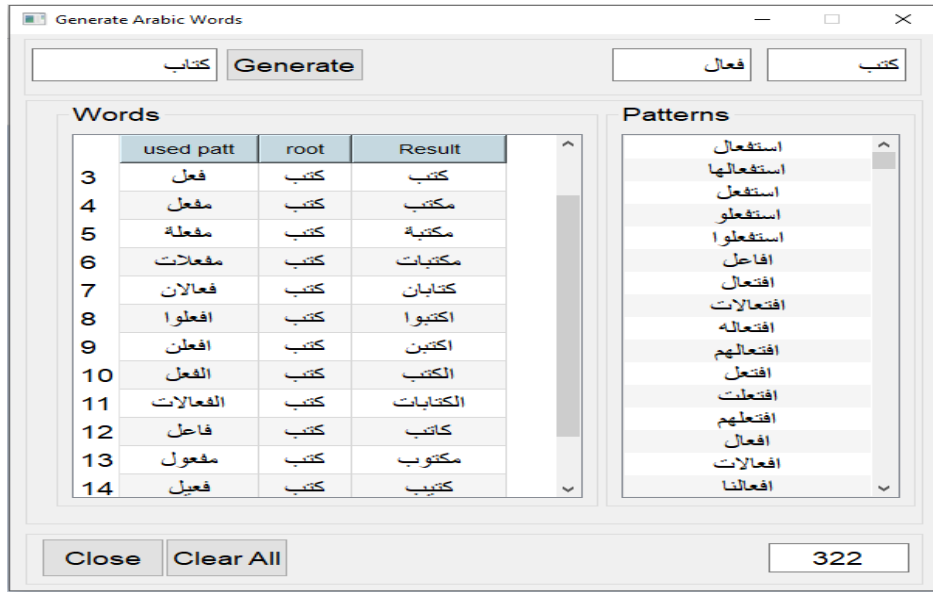 Generate Arabic Words
كتاب Generate فعال كتب
Words
used patt root Result
3 فعل كتب كتب
4 مفعل كتب مكتب
5 مفعلة كتب مكتبة
6 مفعلات كتب مكتبات
7 فعالان كتب كتابان
8 افعلوا كتب اكتبوا
9 افعلن كتب اكتبن
10 الفعل كتب الكتب
11 الفعالات كتب الكتابات
12 فاعل كتب كاتب
13 مفعول كتب مكتوب
14 فعيل كتب كتيب
Patterns
استفعال
استفعالها
استفعل
استفعلو
استفعلوا
افاعل
افتعال
افتعالات
افتعاله
افتعالهم
افتعل
افتعلت
افتعلهم
افعال
افعالات
افعالنا
Close Clear All 322